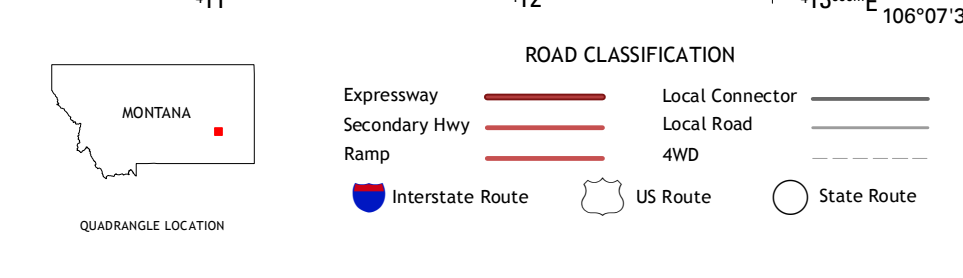 106°07'3
ROAD CLASSIFICATION
MONTANA
QUADRANGLE LOCATION
Expressway
Secondary Hwy
Ramp
Local Connector
Local Road
4WD
Interstate Route
US Route
State Route